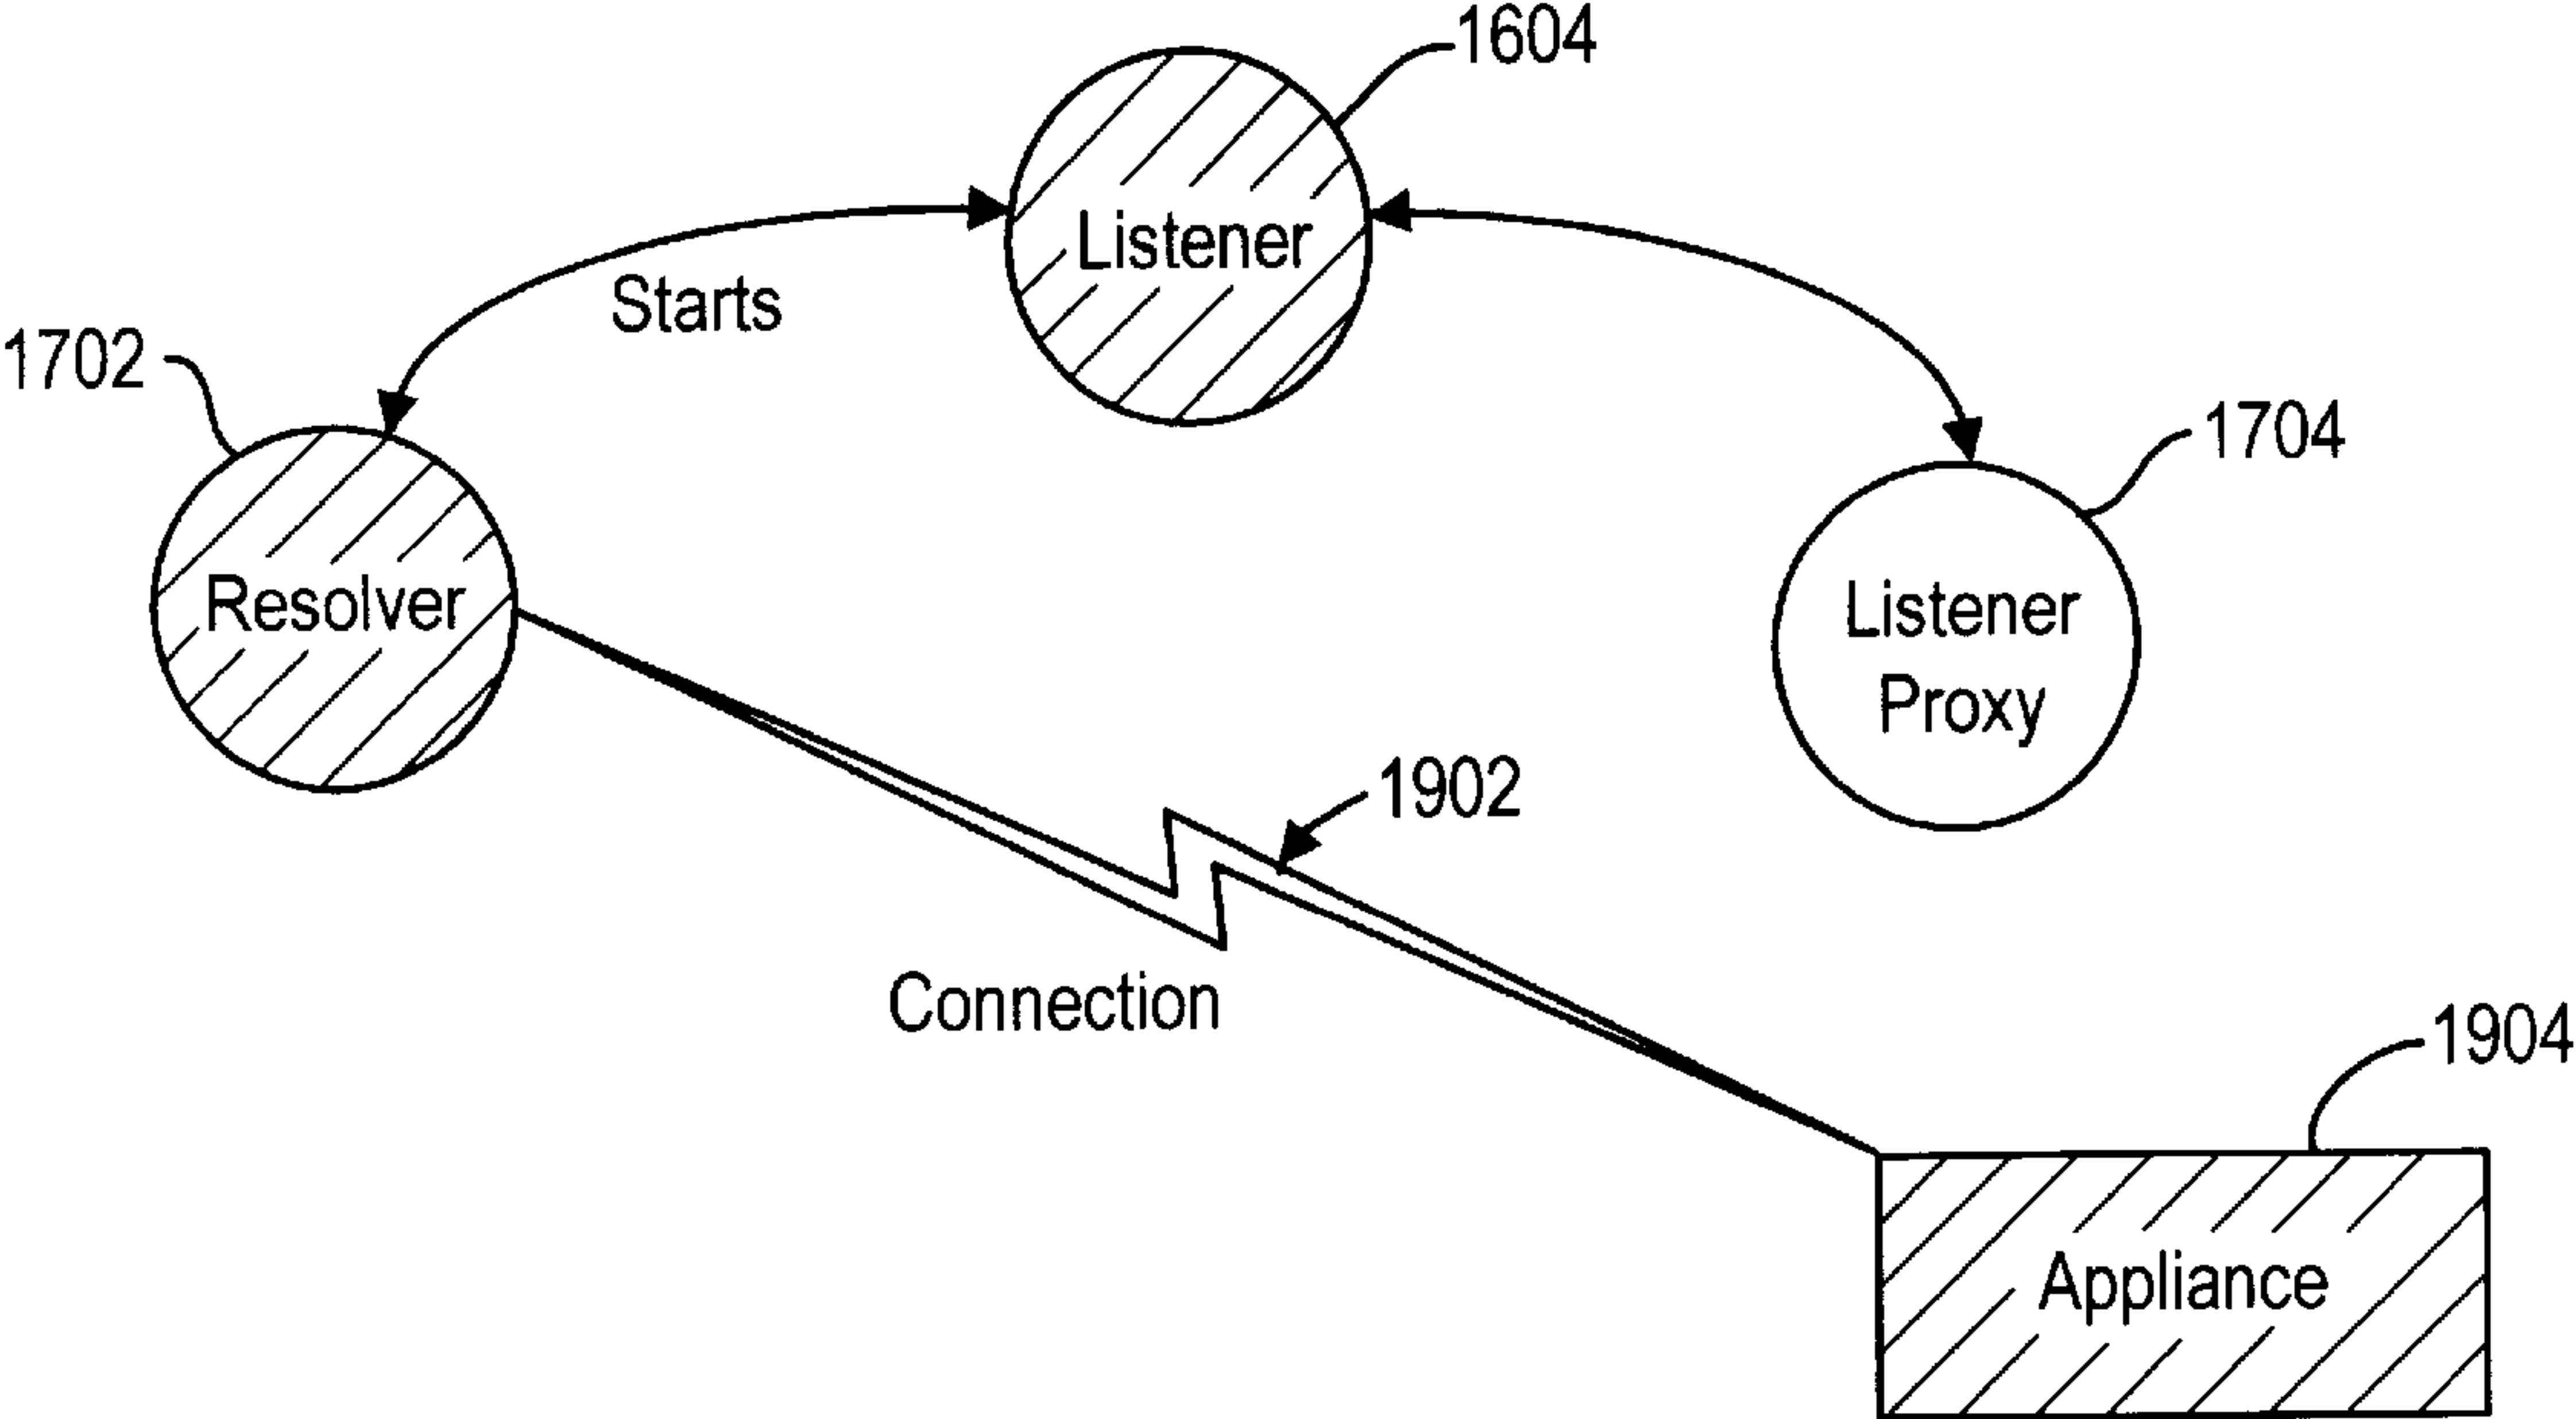 1604
Listener
Starts
1702
1704
Resolver
Listener
Proxy
1902
Connection
1904
Appliance